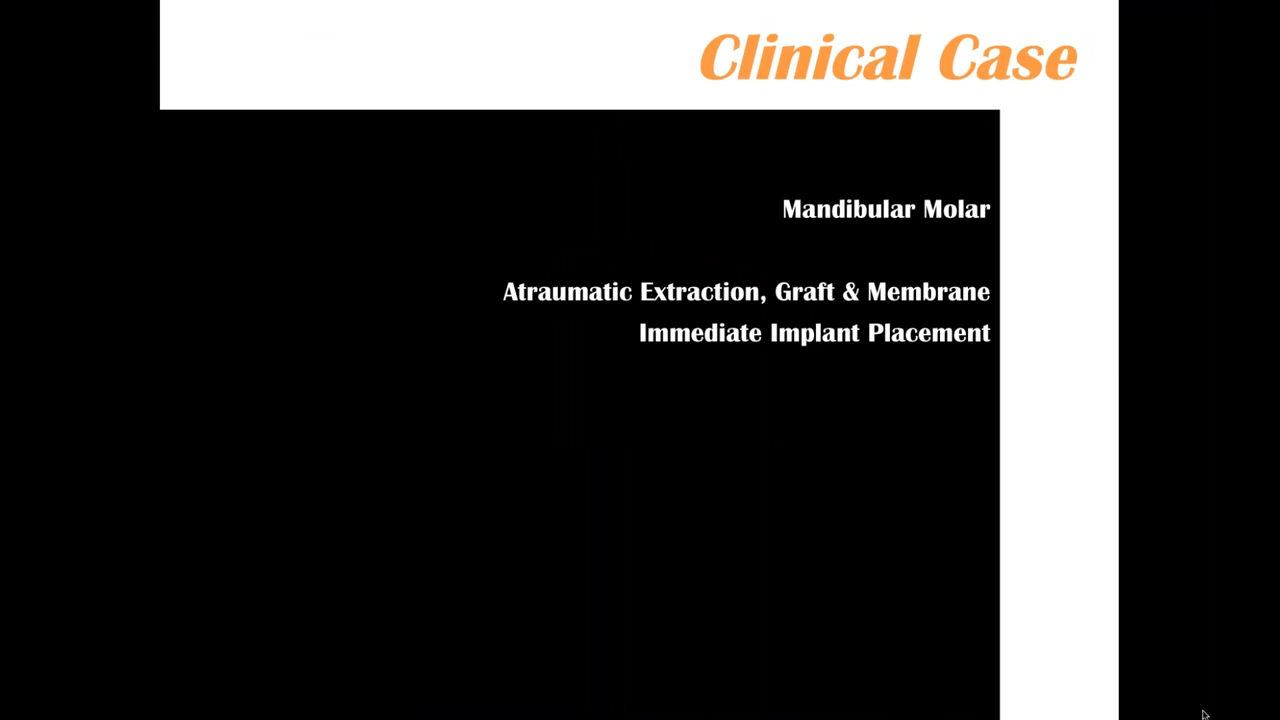 Clinical Case
Mandibular Molar
Atraumatic Extraction, Graft & Membrane
Immediate Implant Placement